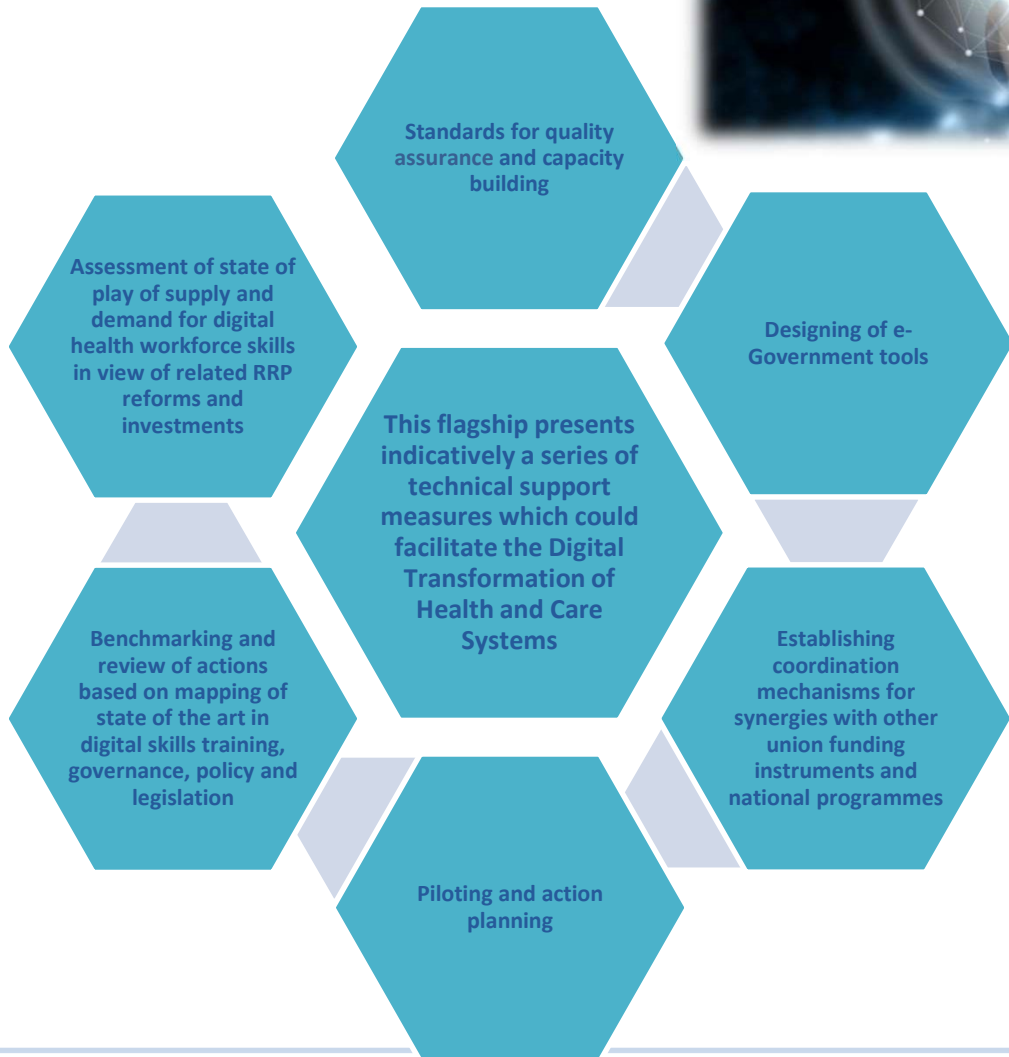 Standards for quality
assurance and capacity
building
Assessment of state of
play of supply and
demand for digital
health workforce skills
in view of related RRP
reforms and
investments
Designing of e-
Government tools
This flagship presents
indicatively a series of
technical support
measures which could
facilitate the Digital
Transformation of
Health and Care
Systems
Benchmarking and
review of actions
based on mapping of
state of the art in
digital skills training,
governance, policy and
legislation
Establishing
coordination
mechanisms for
synergies with other
union funding
instruments and
national programmes
Piloting and action
planning